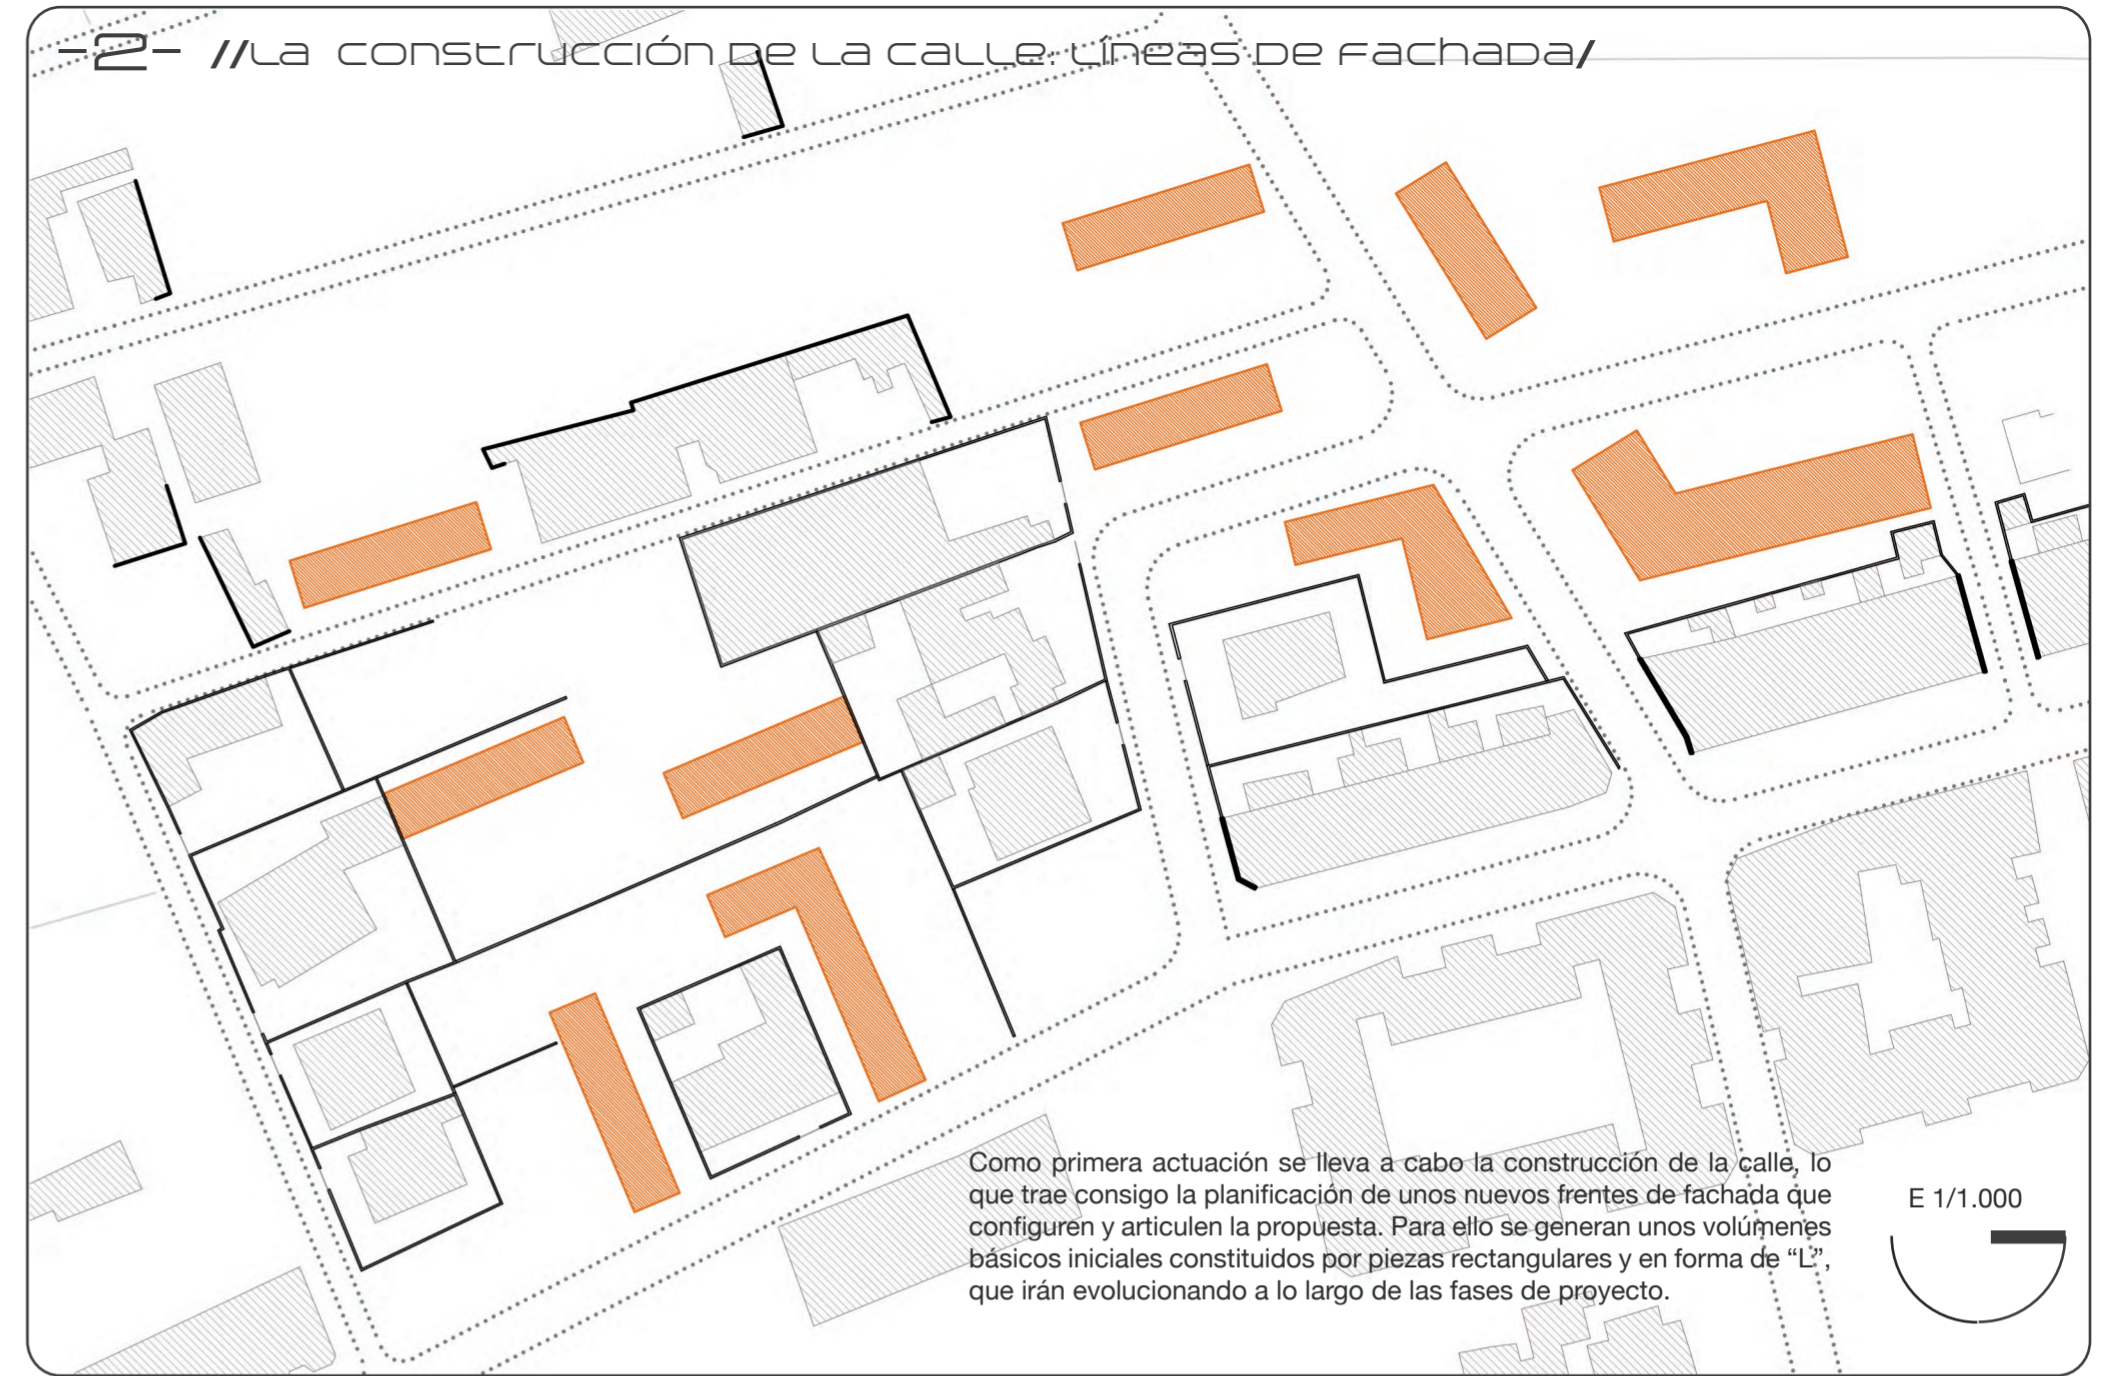 -2- //La construcción de la calle: Líneas de fachada/
Como primera actuación se lleva a cabo la construcción de la calle, lo
que trae consigo la planificación de unos nuevos frentes de fachada que
configuren y articulen la propuesta. Para ello se generan unos volúmenes
básicos iniciales constituidos por piezas rectangulares y en forma de “L”,
que irán evolucionando a lo largo de las fases de proyecto.
E 1/1.000